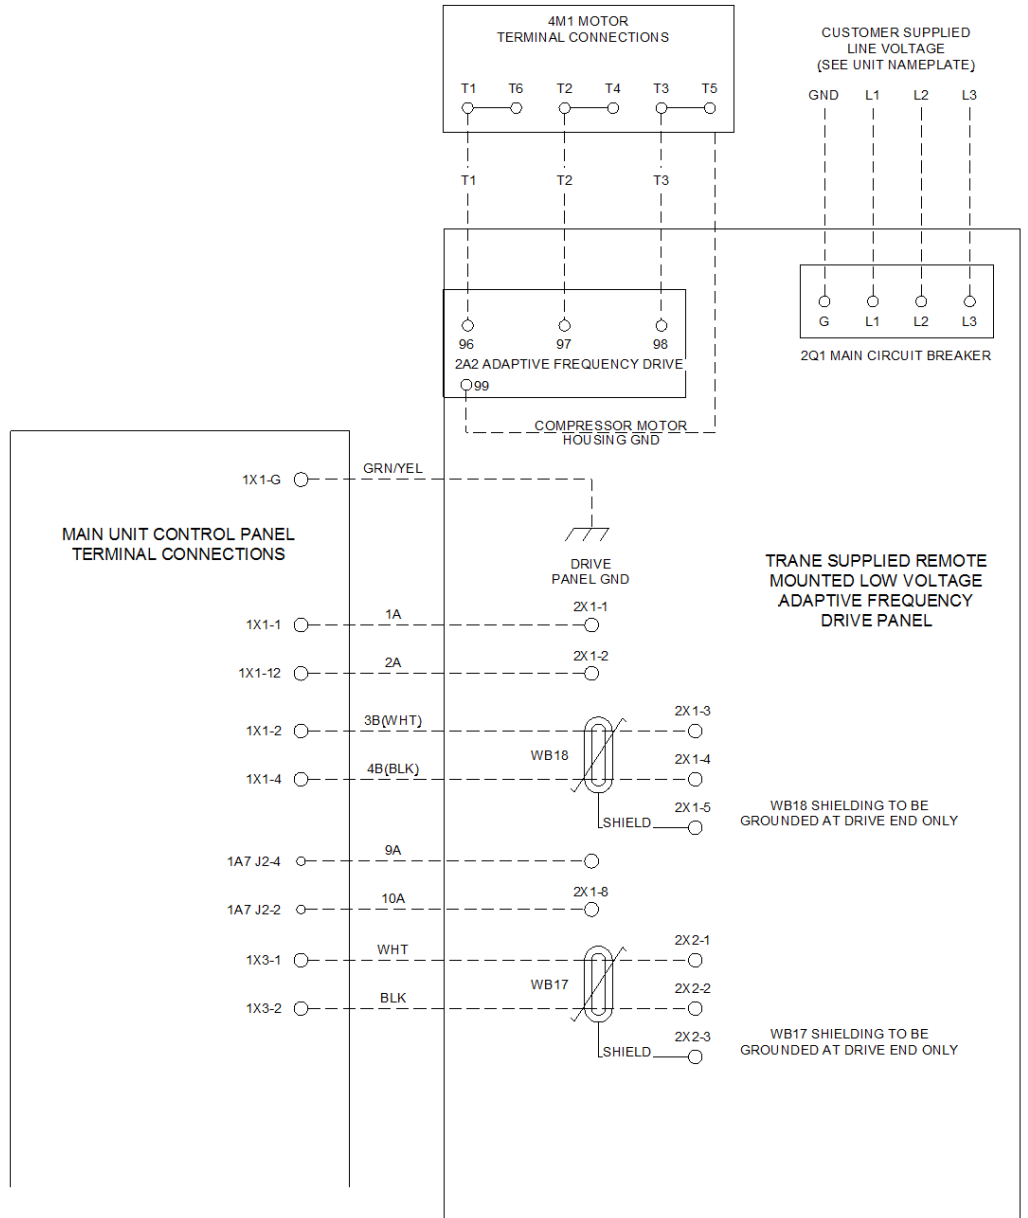 4M1 MOTOR
TERMINAL CONNECTIONS
T1 T6 T2 T4 T3 T5
T1 T2 T3
CUSTOMER SUPPLIED
LINE VOLTAGE
(SEE UNIT NAMEPLATE)
GND L1 L2 L3
G L1 L2 L3
2Q1 MAIN CIRCUIT BREAKER
96 97 98
2A2 ADAPTIVE FREQUENCY DRIVE
99
COMPRESSOR MOTOR
HOUSING GND
1X1-G GRN/YEL
MAIN UNIT CONTROL PANEL
TERMINAL CONNECTIONS
DRIVE
PANEL GND
TRANE SUPPLIED REMOTE
MOUNTED LOW VOLTAGE
ADAPTIVE FREQUENCY
DRIVE PANEL
1X1-1 1A 2X1-1
1X1-12 2A 2X1-2
1X1-2 3B(WHT) 2X1-3
WB18
1X1-4 4B(BLK) 2X1-4
SHIELD 2X1-5
WB18 SHIELDING TO BE
GROUNDED AT DRIVE END ONLY
1A7 J2-4 9A
1A7 J2-2 10A 2X1-8
1X3-1 WHT 2X2-1
WB17
1X3-2 BLK 2X2-2
SHIELD 2X2-3
WB17 SHIELDING TO BE
GROUNDED AT DRIVE END ONLY